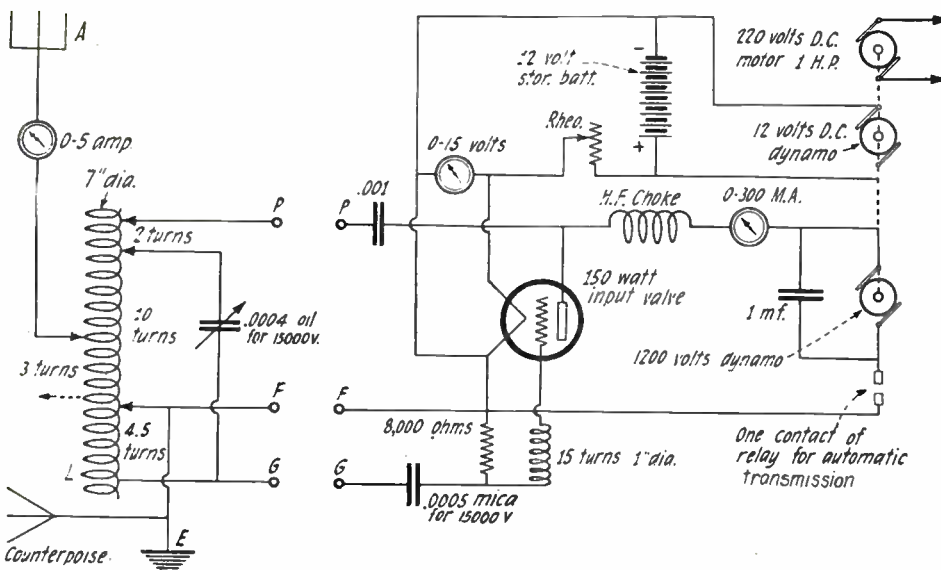 A
0-5 amp.
7" dia.
2 turns
turns
3 turns
4.5
turns
L
Counterpoise
E
.0004 oil
for 15000v.
P
F
G
P
F
G
.001
0-15 volts
Rheo.
volt
stor. batt.
-
+
H.F. Choke
0-300 M.A.
150 watt
input valve
8,000 ohms
15 turns 1" dia.
.0005 mica
for 15000 V
1 mf.
220 volts D.C.
motor 1 H.P.
12 volts D.C.
dynamo
1200 volts dynamo
One contact of
relay for automatic
transmission